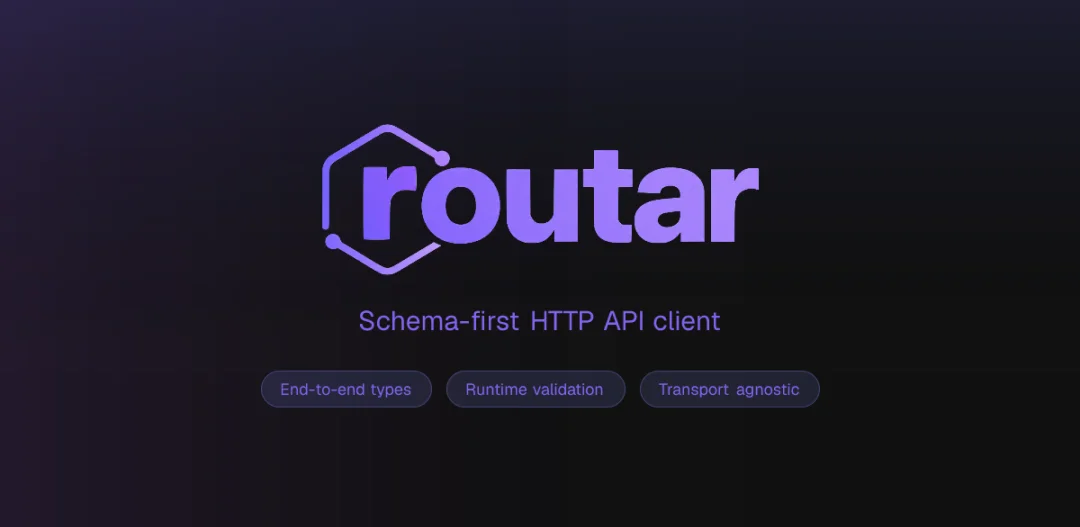 routar
Schema-first HTTP API client
End-to-end types
Runtime validation
Transport agnostic